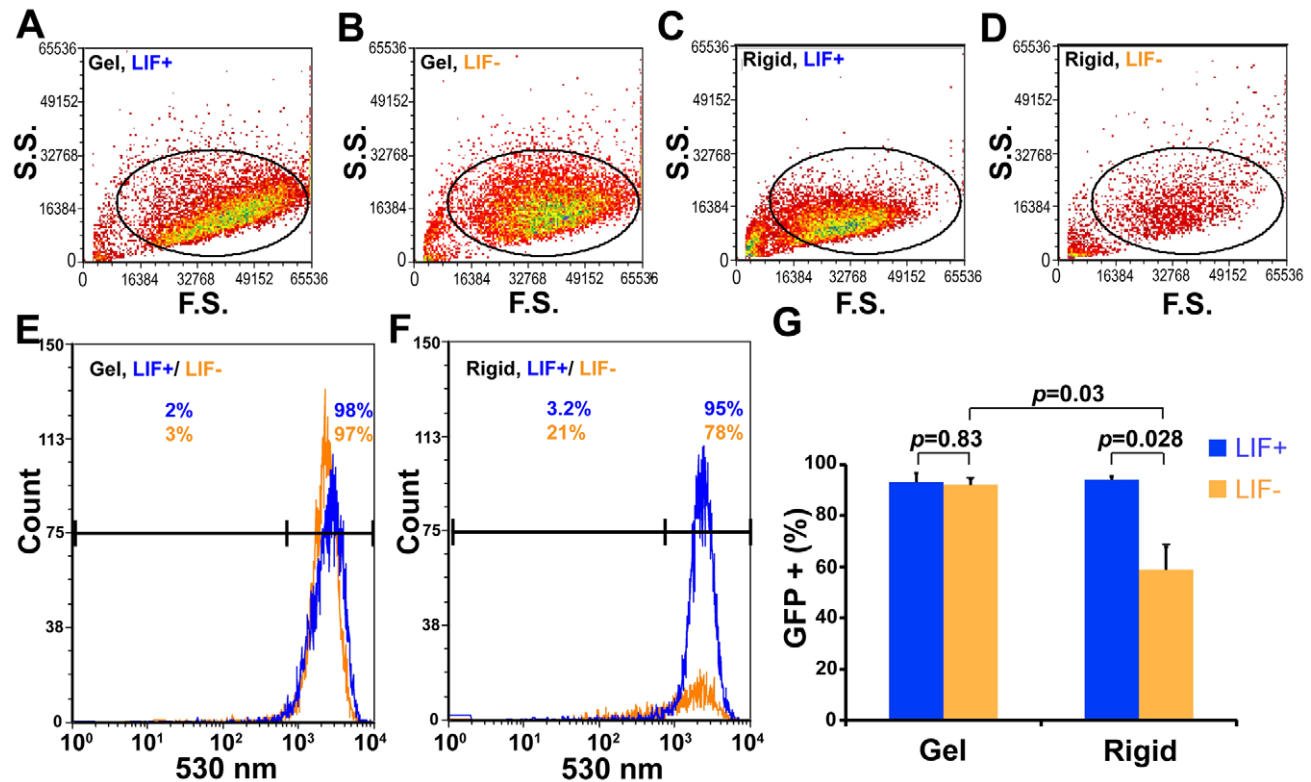 A
65536
49152
32768
16384
0
S.S.
Gel, LIF+
0 16384 32768 49152 65536
F.S.
B
65536
49152
32768
16384
0
S.S.
Gel, LIF-
0 16384 32768 49152 65536
F.S.
C
65536
49152
32768
16384
0
S.S.
Rigid, LIF+
0 16384 32768 49152 65536
F.S.
D
65536
49152
32768
16384
0
S.S.
Rigid, LIF-
0 16384 32768 49152 65536
F.S.
E
150
113
75
38
0
Count
Gel, LIF+/ LIF-
2% 98%
3% 97%
10⁰ 10¹ 10² 10³ 10⁴
530 nm
F
150
113
75
38
0
Count
Rigid, LIF+/ LIF-
3.2% 95%
21% 78%
10⁰ 10¹ 10² 10³ 10⁴
530 nm
G
p=0.03
p=0.83 p=0.028
LIF+
LIF-
100
80
60
40
20
0
GFP + (%)
Gel Rigid